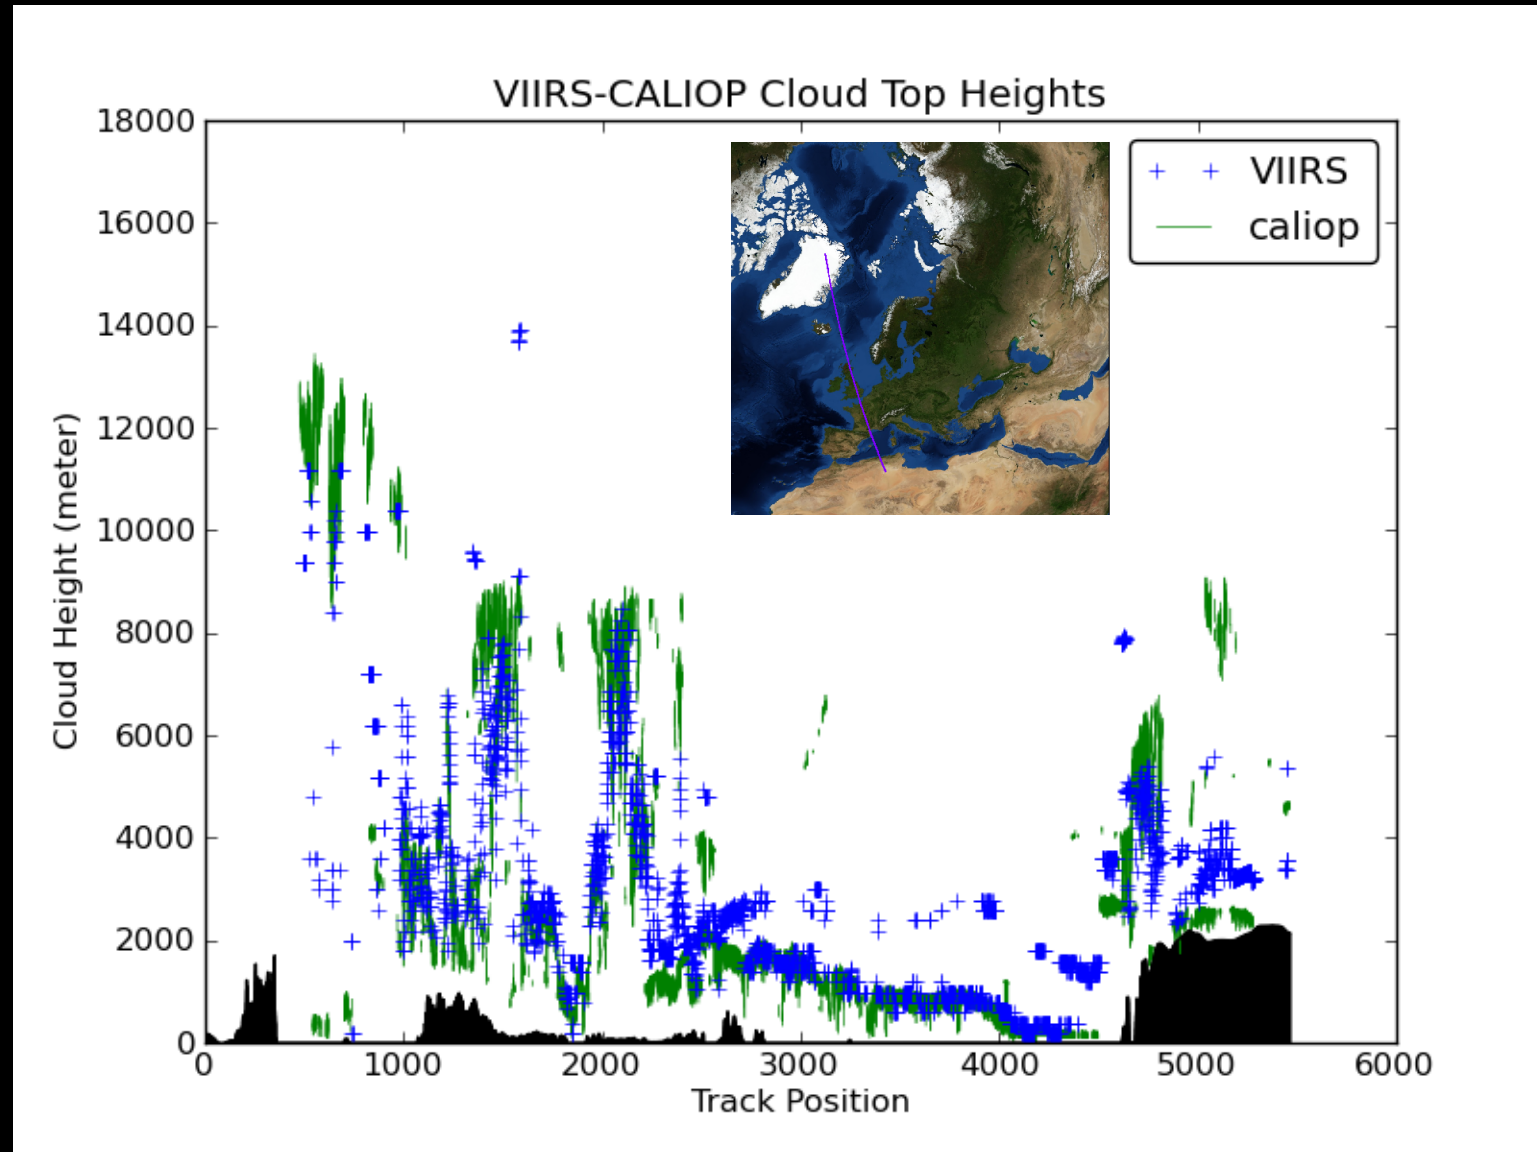 VIIRS-CALIOP Cloud Top Heights
18000
16000
14000
12000
10000
8000
6000
4000
2000
0
Cloud Height (meter)
VIIRS
caliop
0 1000 2000 3000 4000 5000 6000
Track Position